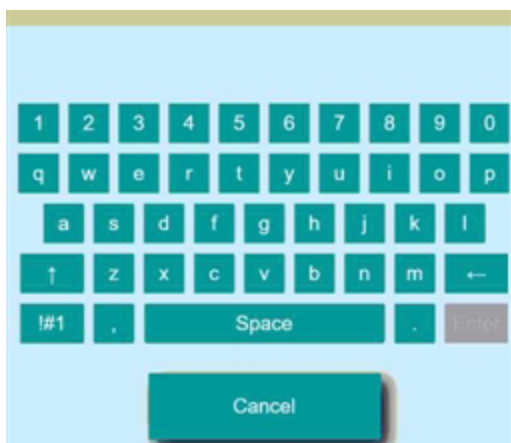 1 2 3 4 5 6 7 8 9 0
q w e r t y u i o p
a s d f g h j k l
↑ z x c v b n m ←
!#1 , Space . Enter
Cancel